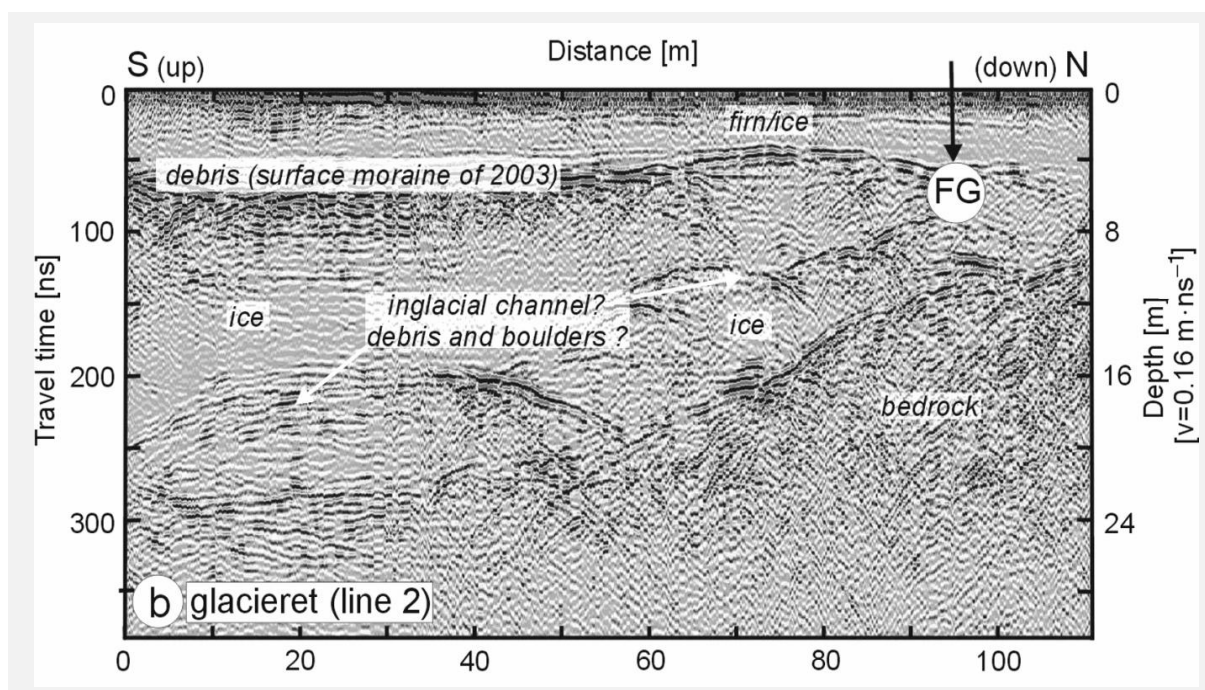 Distance [m]
S (up)
(down) N
0
0
firn/ice
debris (surface moraine of 2003)
FG
100
8
Travel time [ns]
inglacial channel?
debris and boulders ?
ice
ice
200
16
Depth [m]
[v=0.16 m·ns⁻¹]
bedrock
300
24
b glacieret (line 2)
0 20 40 60 80 100